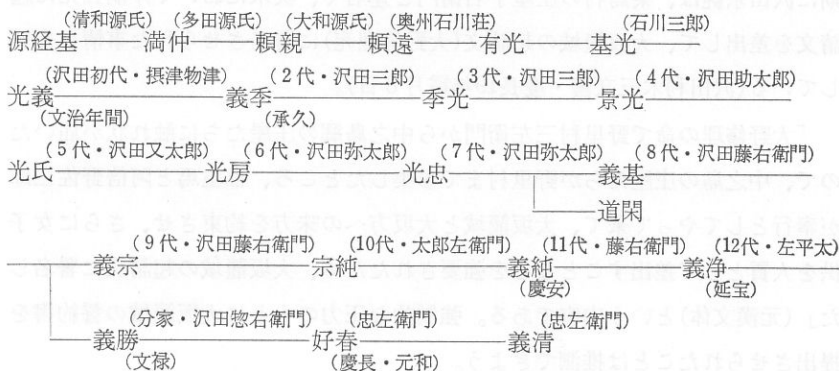 (清和源氏) (多田源氏) (大和源氏) (奥州石川荘) (石川三郎)
源経基――満仲――頼親――頼遠――有光――基光
(沢田初代・摂津物津) (2代・沢田三郎) (3代・沢田三郎) (4代・沢田助太郎)
光義――義季――季光――景光
(文治年間) (承久)
(5代・沢田又太郎) (6代・沢田弥太郎) (7代・沢田弥太郎) (8代・沢田藤右衛門)
光氏――光房――光忠――義基
道閑
(9代・沢田藤右衛門) (10代・太郎左衛門) (11代・藤右衛門) (12代・左平太)
義宗――宗純――義純――義浄
(慶安) (延宝)
(分家・沢田惣右衛門) (忠左衛門) (忠左衛門)
義勝――好春――義清
(文禄) (慶長・元和)